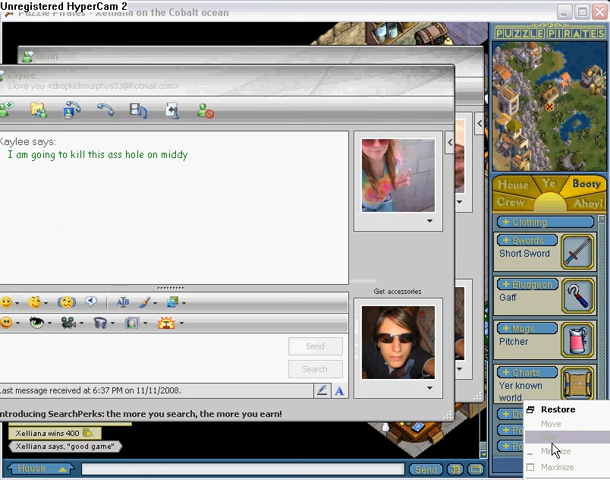 Unregistered HyperCam 2
Puzzle Pirates - Xelliana on the Cobalt ocean
I love you <dropkickmurphys33@hotmail.com>
Kaylee says:
I am going to kill this ass hole on middy
Get accessories
Send
Search
Last message received at 6:37 PM on 11/11/2008.
Introducing SearchPerks: the more you search, the more you earn!
Xelliana wins 400
Xelliana says, "good game"
House
Send
PUZZLE PIRATES
House
Ye
Booty
Crew
Ahoy!
+ Clothing
+ Swords
Short Sword
+ Bludgeon
Gaff
+ Mugs
Pitcher
+ Charts
Yer known
world
Restore
Move
Maximize